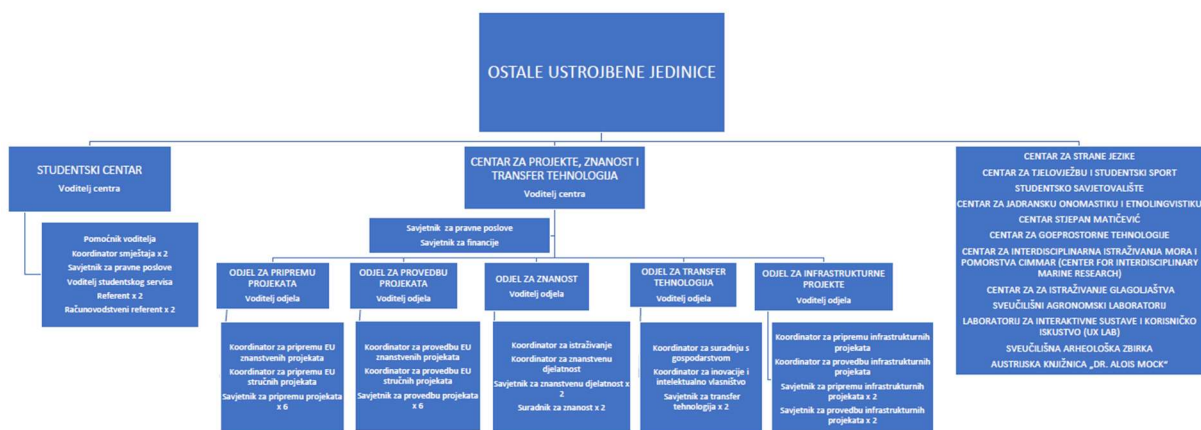 OSTALE USTROJBENE JEDINICE
STUDENTSKI CENTAR
Voditelj centra
Pomoćnik voditelja
Koordinator smještaja x 2
Savjetnik za pravne poslove
Voditelj studentskog servisa
Referent x 2
Računovodstveni referent x 2
CENTAR ZA PROJEKTE, ZNANOST I
TRANSFER TEHNOLOGIJA
Voditelj centra
Savjetnik za pravne poslove
Savjetnik za financije
ODJEL ZA PRIPREMU
PROJEKATA
Voditelj odjela
Koordinator za pripremu EU
znanstvenih projekata
Koordinator za pripremu EU
stručnih projekata
Savjetnik za pripremu projekata
x 6
ODJEL ZA PROVEDBU
PROJEKATA
Voditelj odjela
Koordinator za provedbu EU
znanstvenih projekata
Koordinator za provedbu EU
stručnih projekata
Savjetnik za provedbu projekata
x 6
ODJEL ZA ZNANOST
Voditelj odjela
Koordinator za istraživanje
Koordinator za znanstvenu
djelatnost
Savjetnik za znanstvenu djelatnost x
2
Suradnik za znanost x 2
ODJEL ZA TRANSFER
TEHNOLOGIJA
Voditelj odjela
Koordinator za suradnju s
gospodarstvom
Koordinator za inovacije i
intelektualno vlasništvo
Savjetnik za transfer
tehnologija x 2
ODJEL ZA INFRASTRUKTURNE
PROJEKTE
Voditelj odjela
Koordinator za pripremu infrastrukturnih
projekata
Koordinator za provedbu infrastrukturnih
projekata
Savjetnik za pripremu infrastrukturnih
projekata x 2
Savjetnik za provedbu infrastrukturnih
projekata x 2
CENTAR ZA STRANE JEZIKE
CENTAR ZA TJELOVJEŽBU I STUDENTSKI SPORT
STUDENTSKO SAVJETOVALIŠTE
CENTAR ZA JADRANSKU ONOMASTIKU I ETNOLINGVISTIKU
CENTAR STJEPAN MATIČEVIĆ
CENTAR ZA GOEPROSTORNE TEHNOLOGIJE
CENTAR ZA INTERDISCIPLINARNA ISTRAŽIVANJA MORA I
POMORSTVA CIMMAR (CENTER FOR INTERDISCIPLINARY
MARINE RESEARCH)
CENTAR ZA ZA ISTRAŽIVANJE GLAGOLJAŠTVA
SVEUČILIŠNI AGRONOMSKI LABORATORIJ
LABORATORIJ ZA INTERAKTIVNE SUSTAVE I KORISNIČKO
ISKUSTVO (UX LAB)
SVEUČILIŠNA ARHEOLOŠKA ZBIRKA
AUSTRIJSKA KNJIŽNICA „DR. ALOIS MOCK“